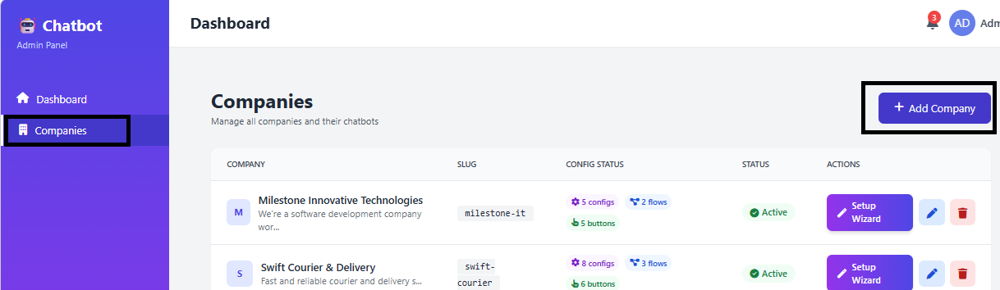 Chatbot
Admin Panel
Dashboard
Companies
Dashboard
3
AD
Companies
Manage all companies and their chatbots
+ Add Company
COMPANY SLUG CONFIG STATUS STATUS ACTIONS
M
Milestone Innovative Technologies
We're a software development company
wor...
milestone-it
5 configs
2 flows
5 buttons
Active
Setup
Wizard
S
Swift Courier & Delivery
Fast and reliable courier and delivery s...
swift-
courier
8 configs
3 flows
6 buttons
Active
Setup
Wizard